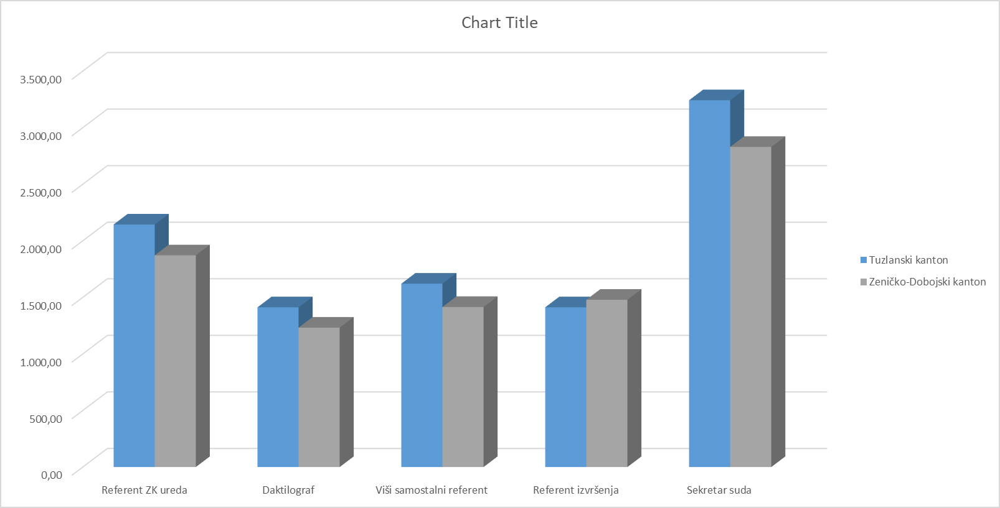 Chart Title
3.500,00
3.000,00
2.500,00
2.000,00
1.500,00
1.000,00
500,00
0,00
Referent ZK ureda
Daktilograf
Viši samostalni referent
Referent izvršenja
Sekretar suda
Tuzlanski kanton
Zeničko-Dobojski kanton